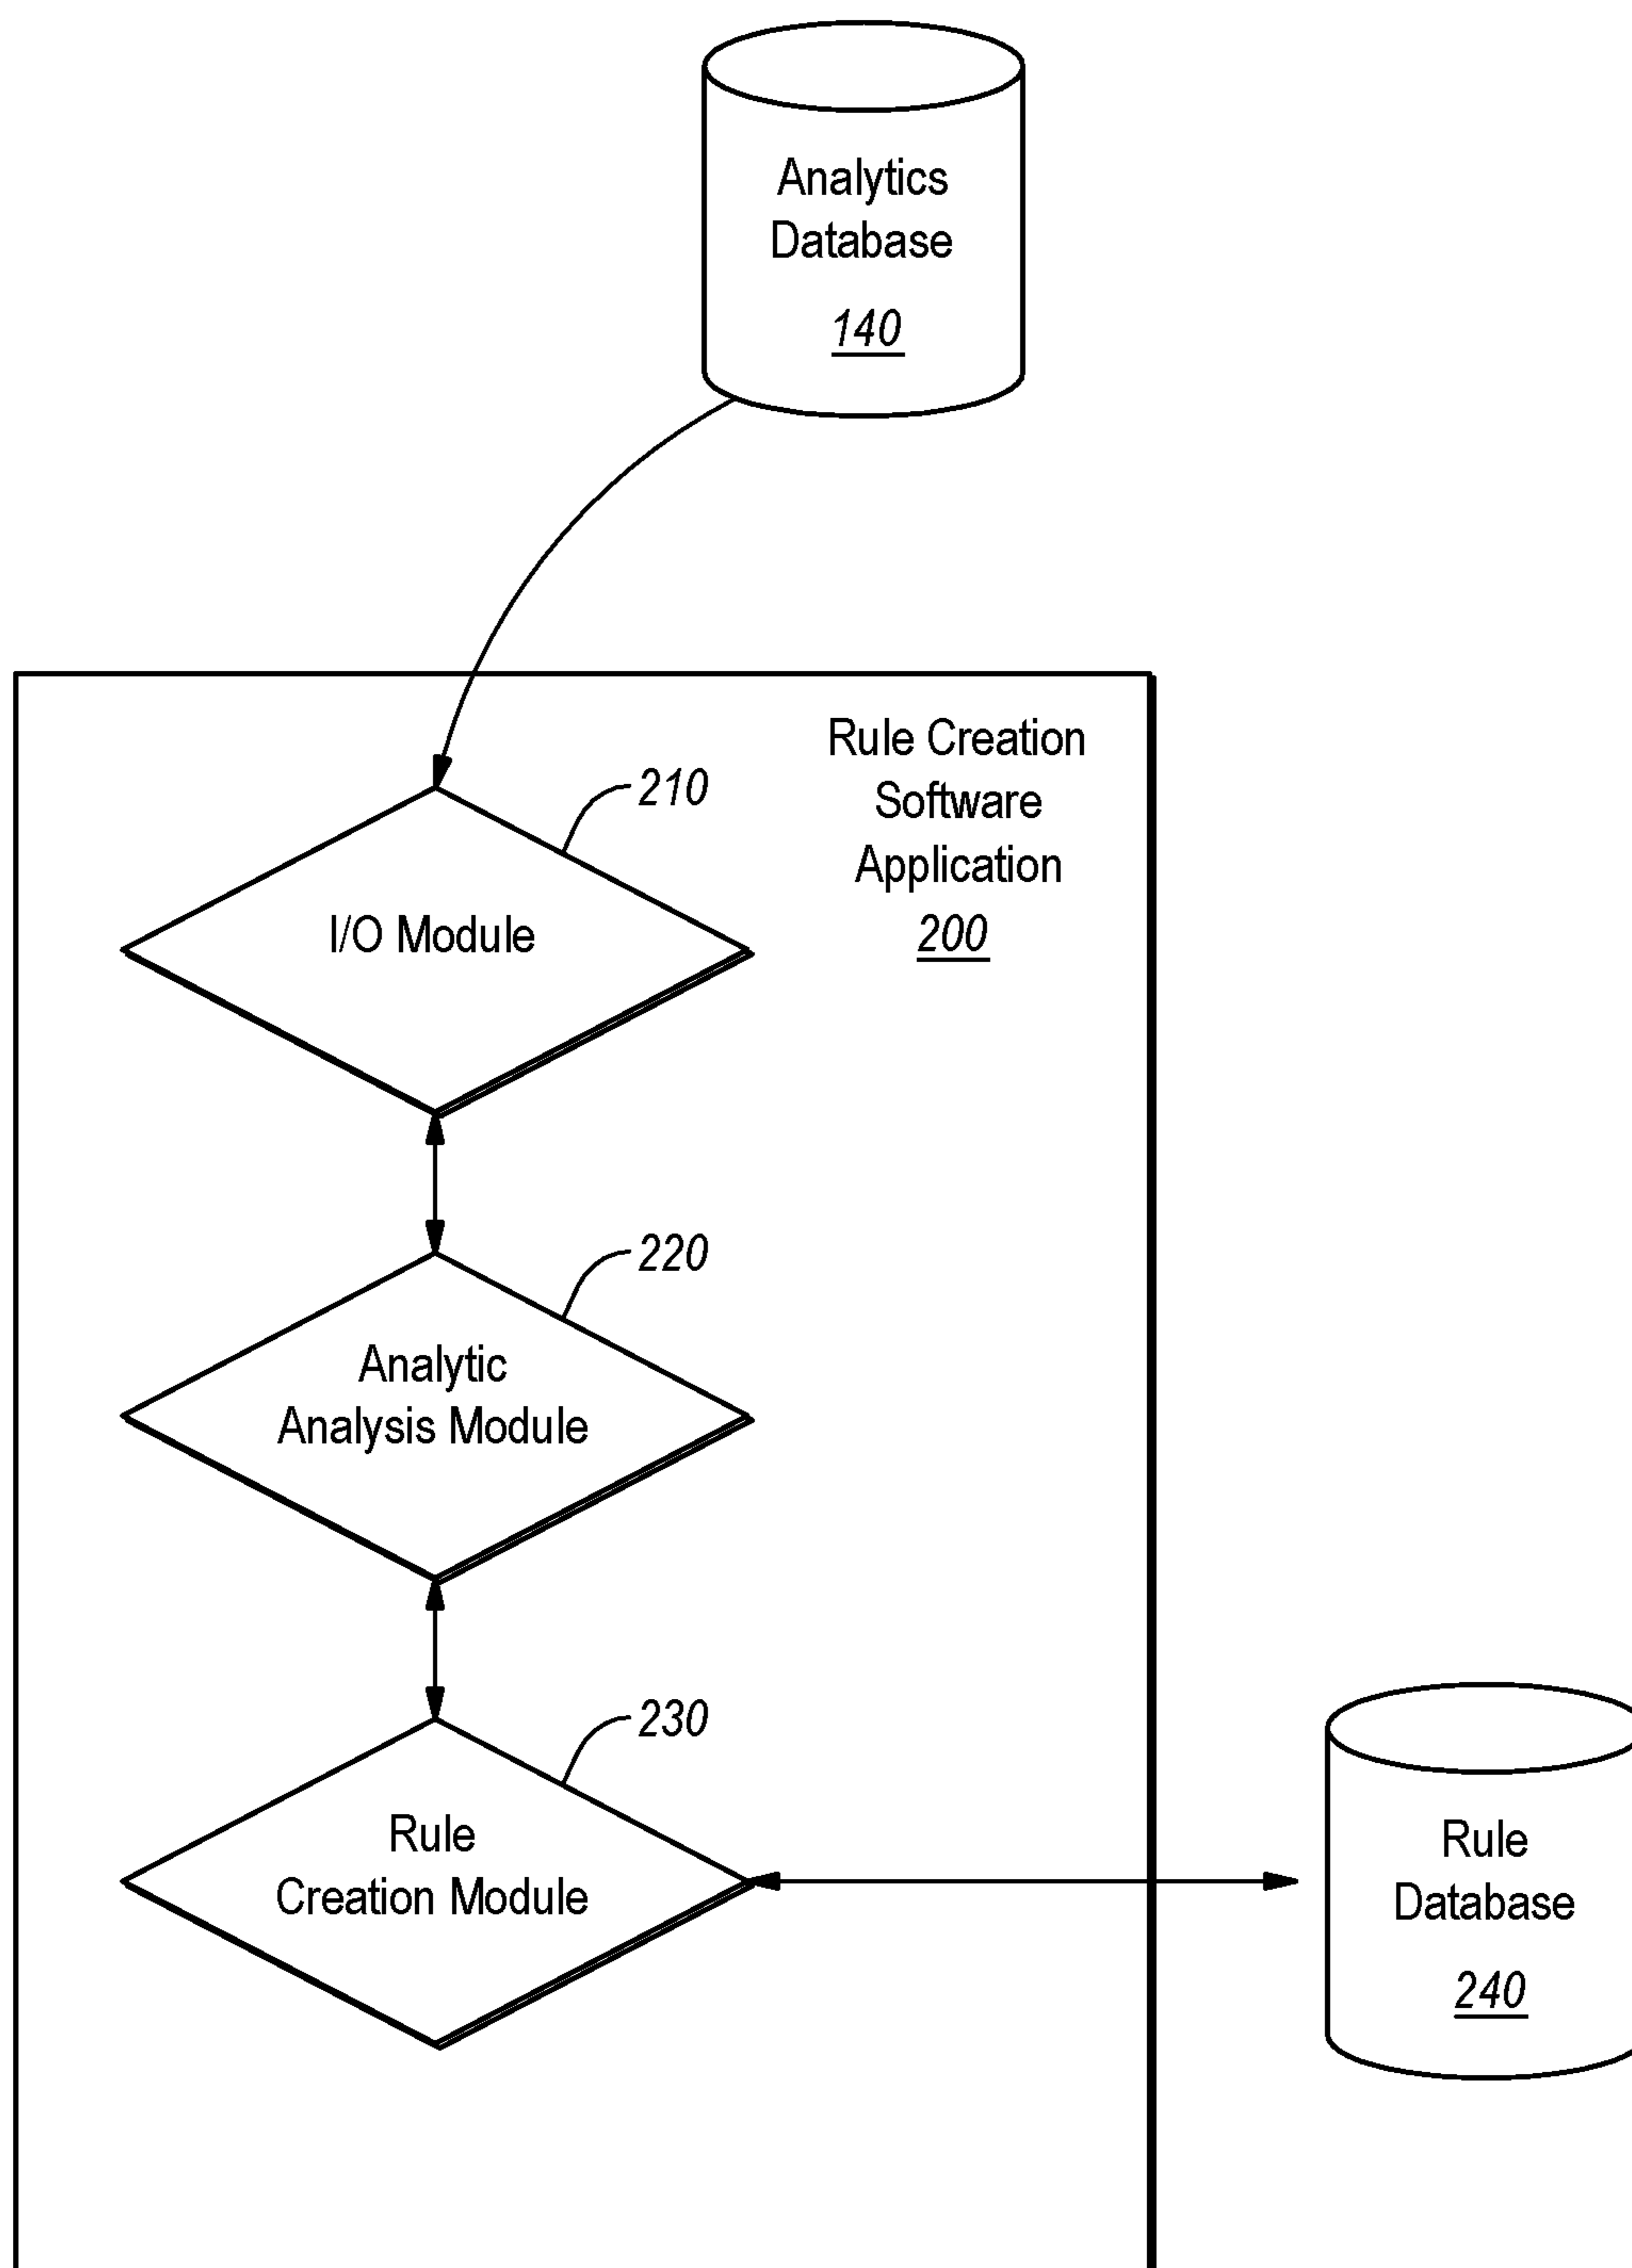 Analytics
Database
140
Rule Creation
Software
Application
200
210
I/O Module
220
Analytic
Analysis Module
230
Rule
Creation Module
Rule
Database
240